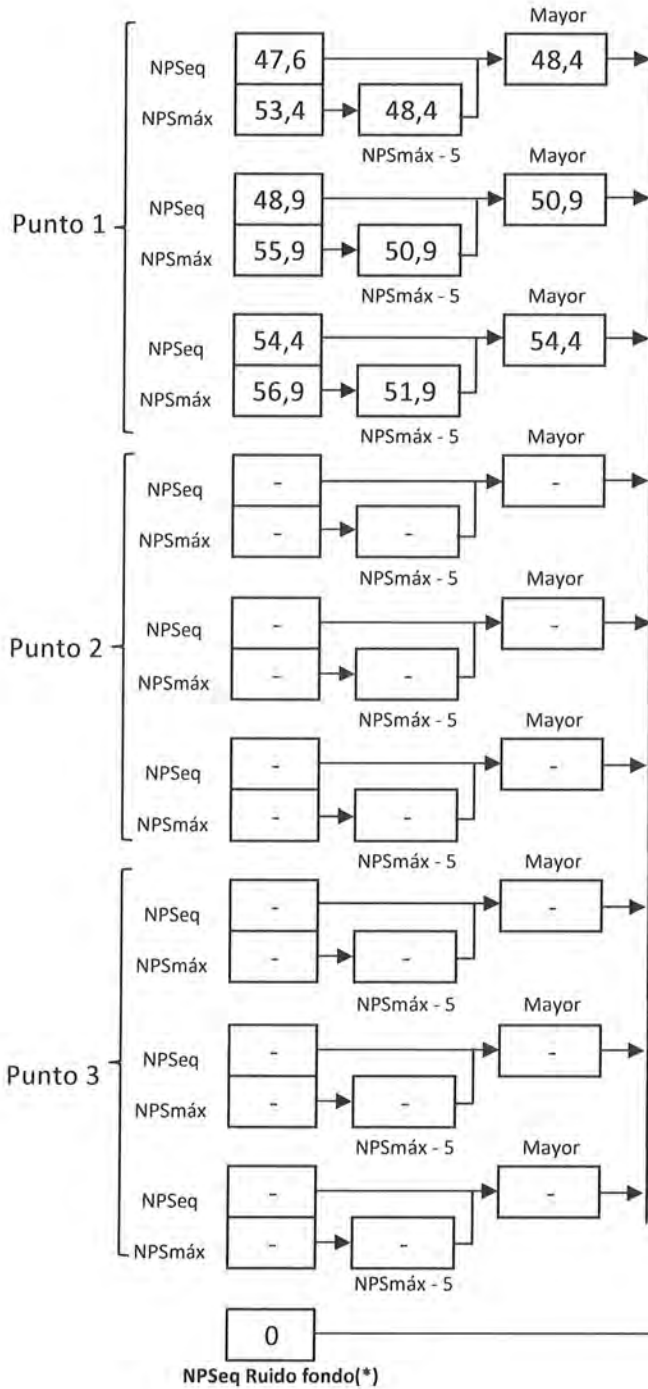 Mayor
NPSeq 47,6 48,4
NPSmáx 53,4 48,4
NPSmáx - 5
Mayor
Punto 1
NPSeq 48,9 50,9
NPSmáx 55,9 50,9
NPSmáx - 5
Mayor
NPSeq 54,4 54,4
NPSmáx 56,9 51,9
NPSmáx - 5
Mayor
NPSeq - -
NPSmáx - -
NPSmáx - 5
Mayor
Punto 2
NPSeq - -
NPSmáx - -
NPSmáx - 5
Mayor
NPSeq - -
NPSmáx - -
NPSmáx - 5
Mayor
NPSeq - -
NPSmáx - -
NPSmáx - 5
Mayor
Punto 3
NPSeq - -
NPSmáx - -
NPSmáx - 5
Mayor
NPSeq - -
NPSmáx - -
NPSmáx - 5
0
NPSeq Ruido fondo(*)